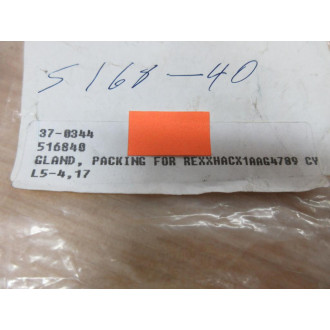 5168-40
37-0344
516840
GLAND, PACKING FOR REXXHACX1AAG4789 CY
L5-4,17